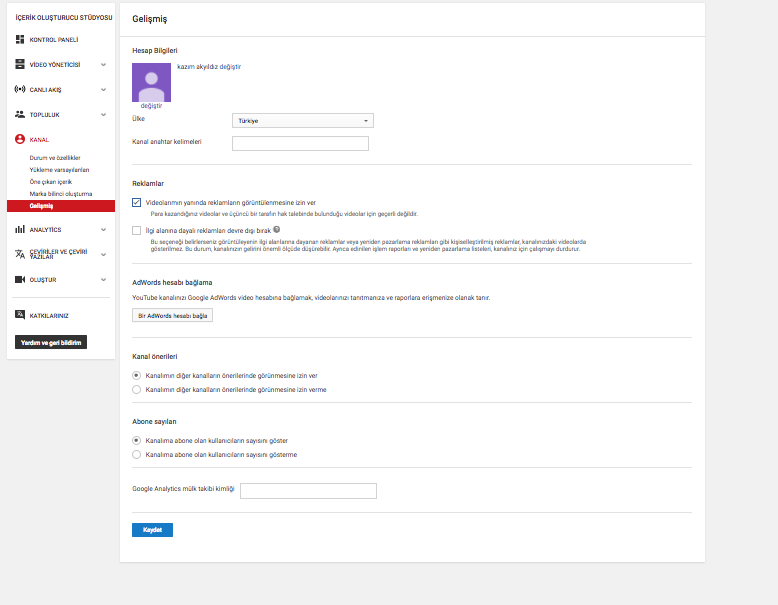 İÇERİK OLUŞTURUCU STÜDYOSU
KONTROL PANELİ
VİDEO YÖNETİCİSİ
CANLI AKIŞ
TOPLULUK
KANAL
Durum ve özellikler
Yükleme varsayılanları
Öne çıkan içerik
Marka bilinci oluşturma
Gelişmiş
ANALYTICS
ÇEVİRİLER VE ÇEVİRİ
YAZILAR
OLUŞTUR
KATKILARINIZ
Yardım ve geri bildirim
Gelişmiş
Hesap Bilgileri
kazım akyıldız değiştir
değiştir
Ülke
Türkiye
Kanal anahtar kelimeleri
Reklamlar
Videolarımın yanında reklamların görüntülenmesine izin ver
Para kazandığınız videolar ve üçüncü bir tarafın hak talebinde bulunduğu videolar için geçerli değildir.
İlgi alanına dayalı reklamları devre dışı bırak ?
Bu seçeneği belirlerseniz görüntüleyenin ilgi alanlarına dayanan reklamlar veya yeniden pazarlama reklamları gibi kişiselleştirilmiş reklamlar, kanalınızdaki videolarda
gösterilmez. Bu durum, kanalınızın gelirini önemli ölçüde düşürebilir. Ayrıca edinilen işlem raporları ve yeniden pazarlama listeleri, kanalınız için çalışmayı durdurur.
AdWords hesabı bağlama
YouTube kanalınızı Google AdWords video hesabına bağlamak, videolarınızı tanıtmanıza ve raporlara erişmenize olanak tanır.
Bir AdWords hesabı bağla
Kanal önerileri
Kanalımın diğer kanalların önerilerinde görünmesine izin ver
Kanalımın diğer kanalların önerilerinde görünmesine izin verme
Abone sayıları
Kanalıma abone olan kullanıcıların sayısını göster
Kanalıma abone olan kullanıcıların sayısını gösterme
Google Analytics mülk takibi kimliği
Kaydet